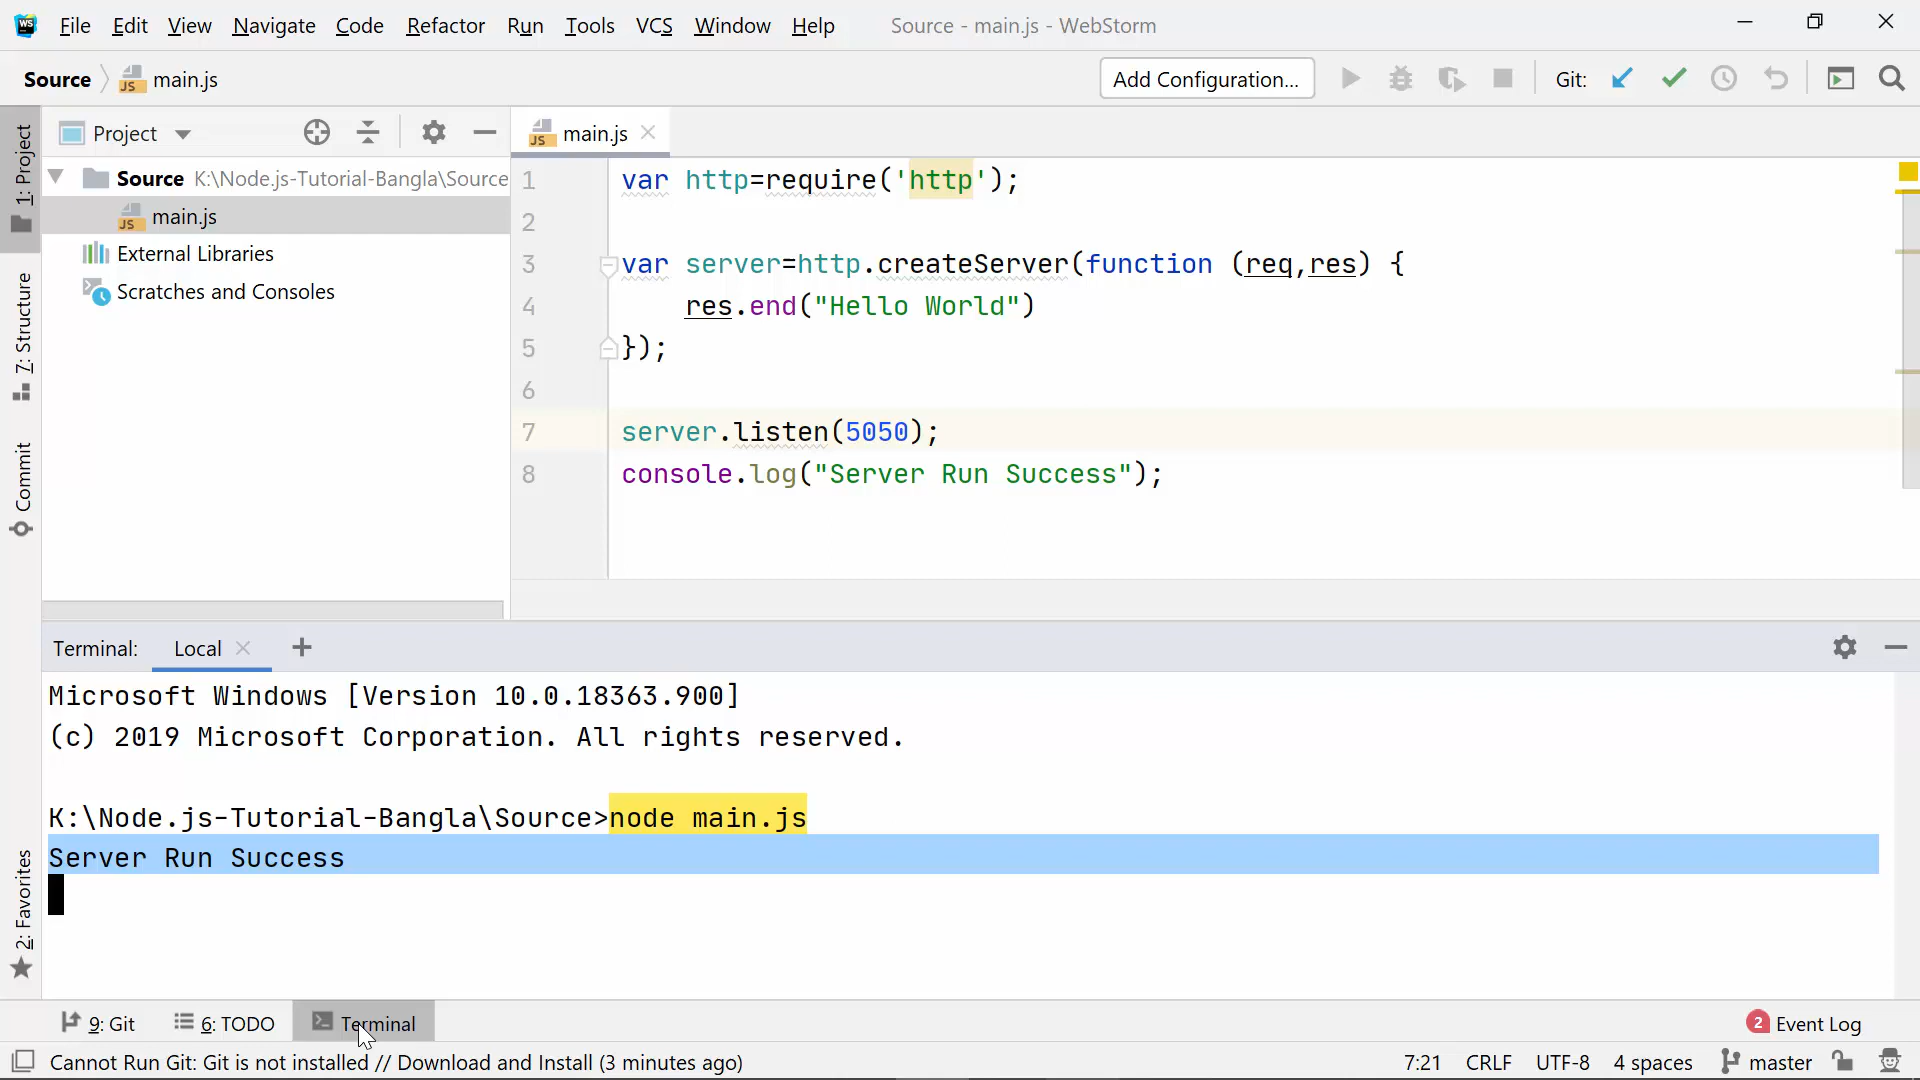 WS File Edit View Navigate Code Refactor Run Tools VCS Window Help Source - main.js - WebStorm
Source JS main.js Add Configuration... Git:
1: Project
7: Structure
Commit
2: Favorites
Project
Source K:\Node.js-Tutorial-Bangla\Source
JS main.js
External Libraries
Scratches and Consoles
JS main.js
1 var http=require('http');
2
3 var server=http.createServer(function (req,res) {
4 res.end("Hello World")
5 });
6
7 server.listen(5050);
8 console.log("Server Run Success");
Terminal: Local
Microsoft Windows [Version 10.0.18363.900]
(c) 2019 Microsoft Corporation. All rights reserved.
K:\Node.js-Tutorial-Bangla\Source>node main.js
Server Run Success
9: Git 6: TODO Terminal 2 Event Log
Cannot Run Git: Git is not installed // Download and Install (3 minutes ago) 7:21 CRLF UTF-8 4 spaces master